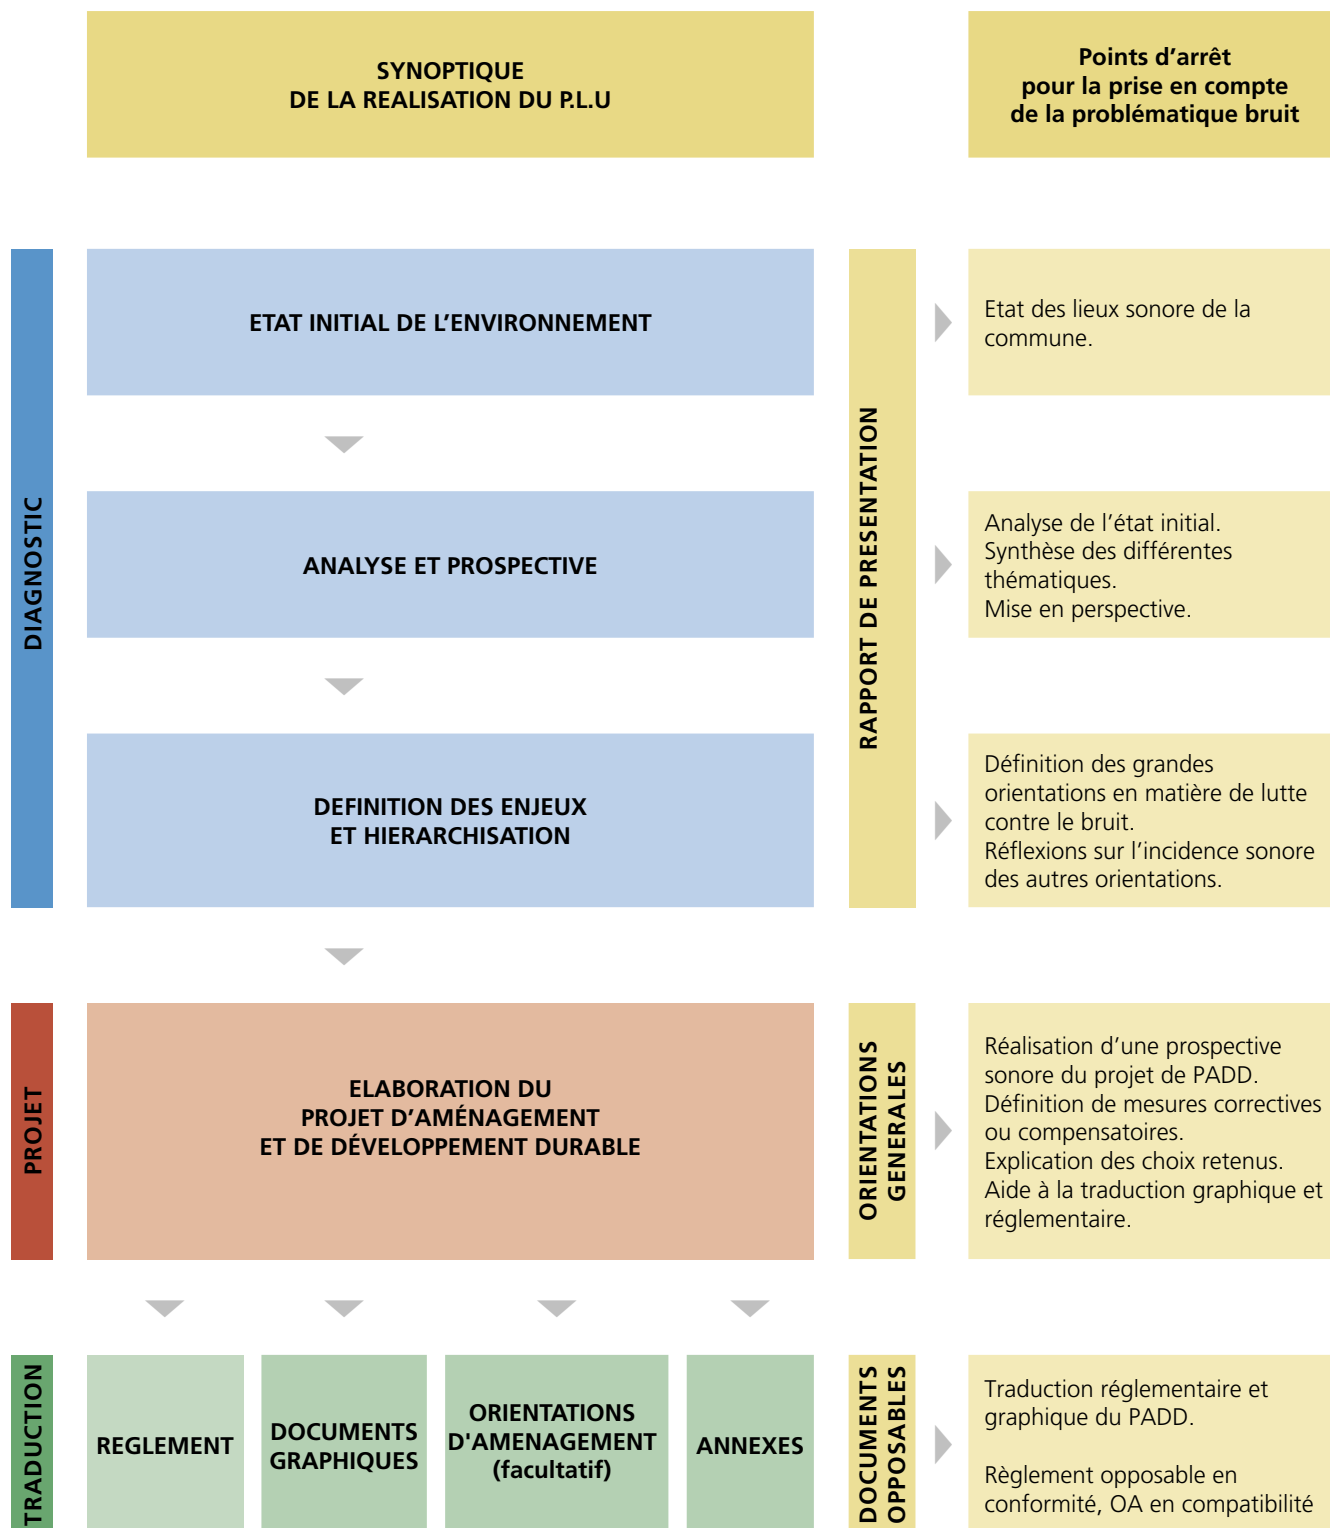 SYNOPTIQUE
DE LA REALISATION DU P.L.U
Points d’arrêt
pour la prise en compte
de la problématique bruit
DIAGNOSTIC
ETAT INITIAL DE L’ENVIRONNEMENT
RAPPORT DE PRESENTATION
Etat des lieux sonore de la
commune.
ANALYSE ET PROSPECTIVE
Analyse de l’état initial.
Synthèse des différentes
thématiques.
Mise en perspective.
DEFINITION DES ENJEUX
ET HIERARCHISATION
Définition des grandes
orientations en matière de lutte
contre le bruit.
Réflexions sur l’incidence sonore
des autres orientations.
PROJET
ELABORATION DU
PROJET D’AMÉNAGEMENT
ET DE DÉVELOPPEMENT DURABLE
ORIENTATIONS
GENERALES
Réalisation d’une prospective
sonore du projet de PADD.
Définition de mesures correctives
ou compensatoires.
Explication des choix retenus.
Aide à la traduction graphique et
réglementaire.
TRADUCTION
REGLEMENT
DOCUMENTS
GRAPHIQUES
ORIENTATIONS
D'AMENAGEMENT
(facultatif)
ANNEXES
DOCUMENTS
OPPOSABLES
Traduction réglementaire et
graphique du PADD.
Règlement opposable en
conformité, OA en compatibilité